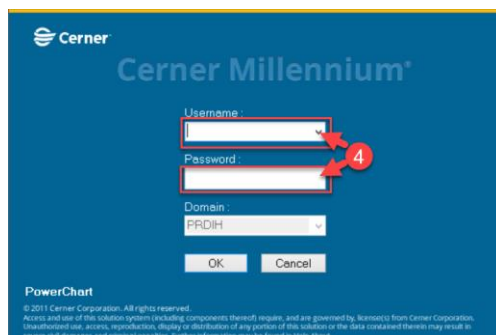 Cerner
Cerner Millennium®
Username :
4
Password :
Domain :
PRDIH
OK Cancel
PowerChart
© 2011 Cerner Corporation. All rights reserved.
Access and use of this solution system (including components thereof) require, and are governed by, license(s) from Cerner Corporation.
Unauthorized use, access, reproduction, display or distribution of any portion of this solution or the data contained therein may result in